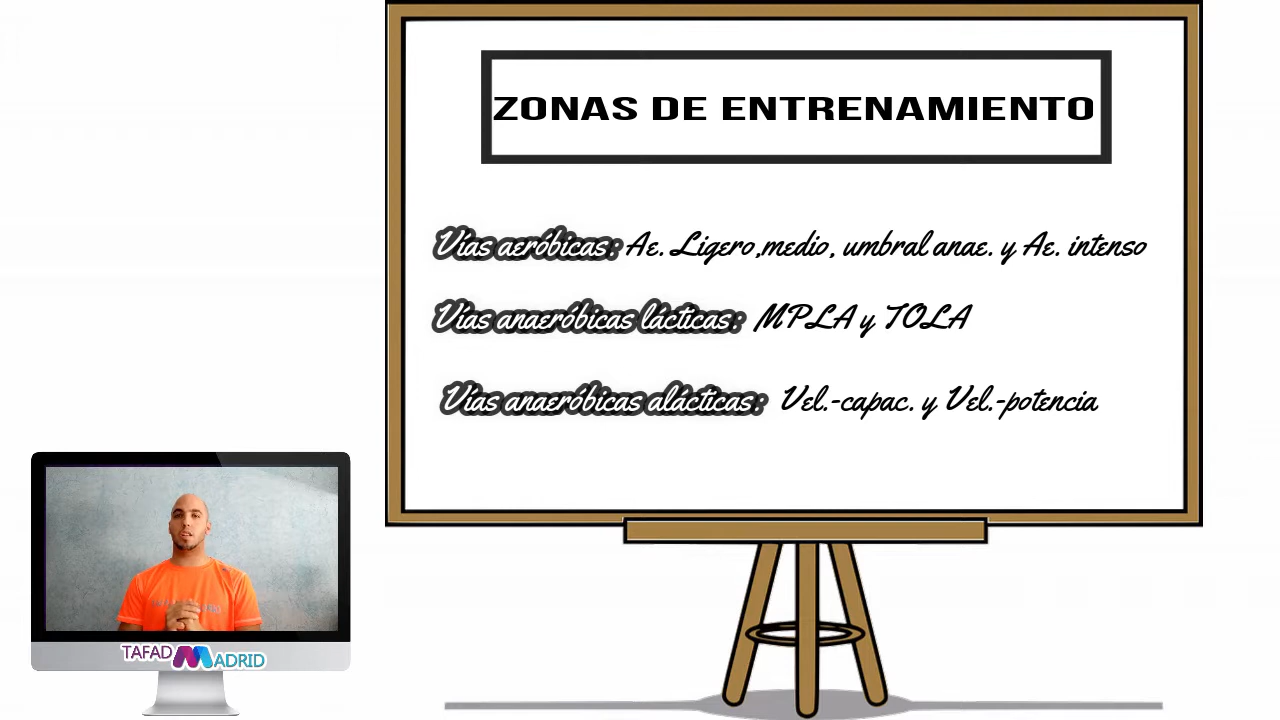 ZONAS DE ENTRENAMIENTO
Vías aeróbicas: Ae. Ligero,medio, umbral anae. y Ae. intenso
Vías anaeróbicas lácticas: MPLA y TOLA
Vías anaeróbicas alácticas: Vel.-capac. y Vel.-potencia
TAFAD MADRID